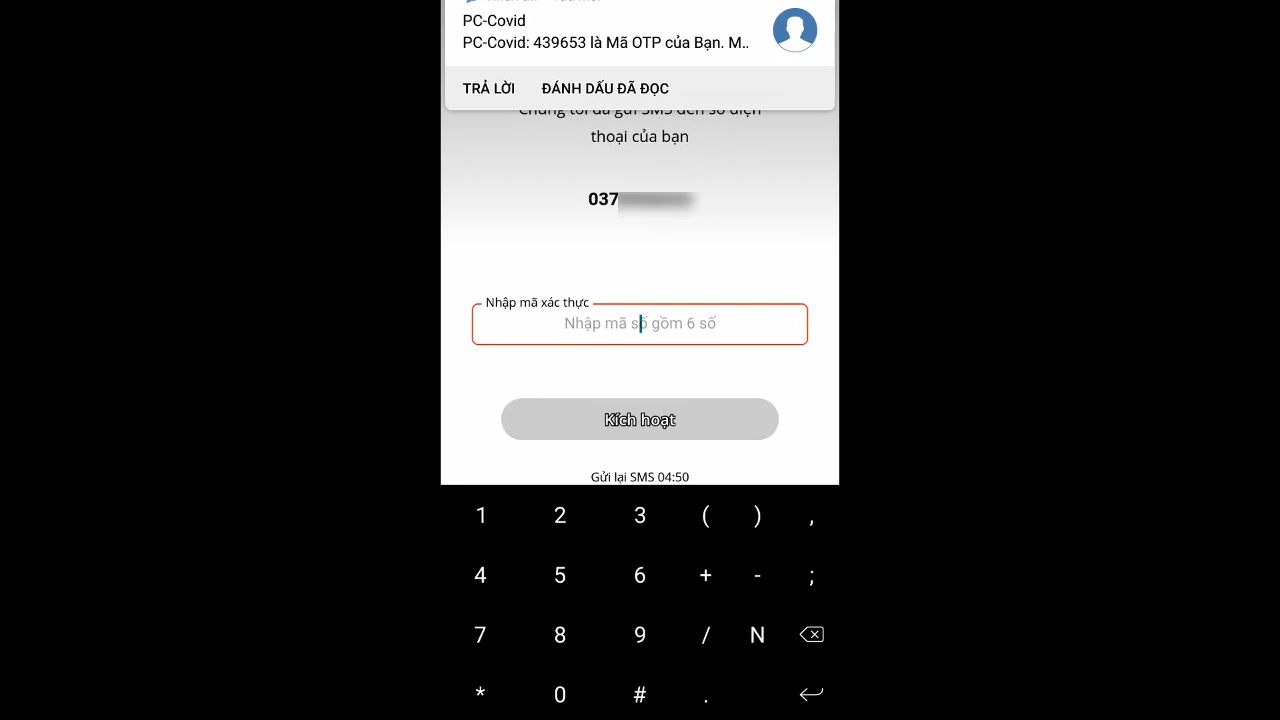 PC-Covid
PC-Covid: 439653 là Mã OTP của Bạn. M..
TRẢ LỜI ĐÁNH DẤU ĐÃ ĐỌC
Chúng tôi đã gửi SMS đến số điện
thoại của bạn
037
Nhập mã xác thực
Nhập mã số gồm 6 số
Kích hoạt
Gửi lại SMS 04:50
1 2 3 ( ) ,
4 5 6 + - ;
7 8 9 / N
* 0 # .